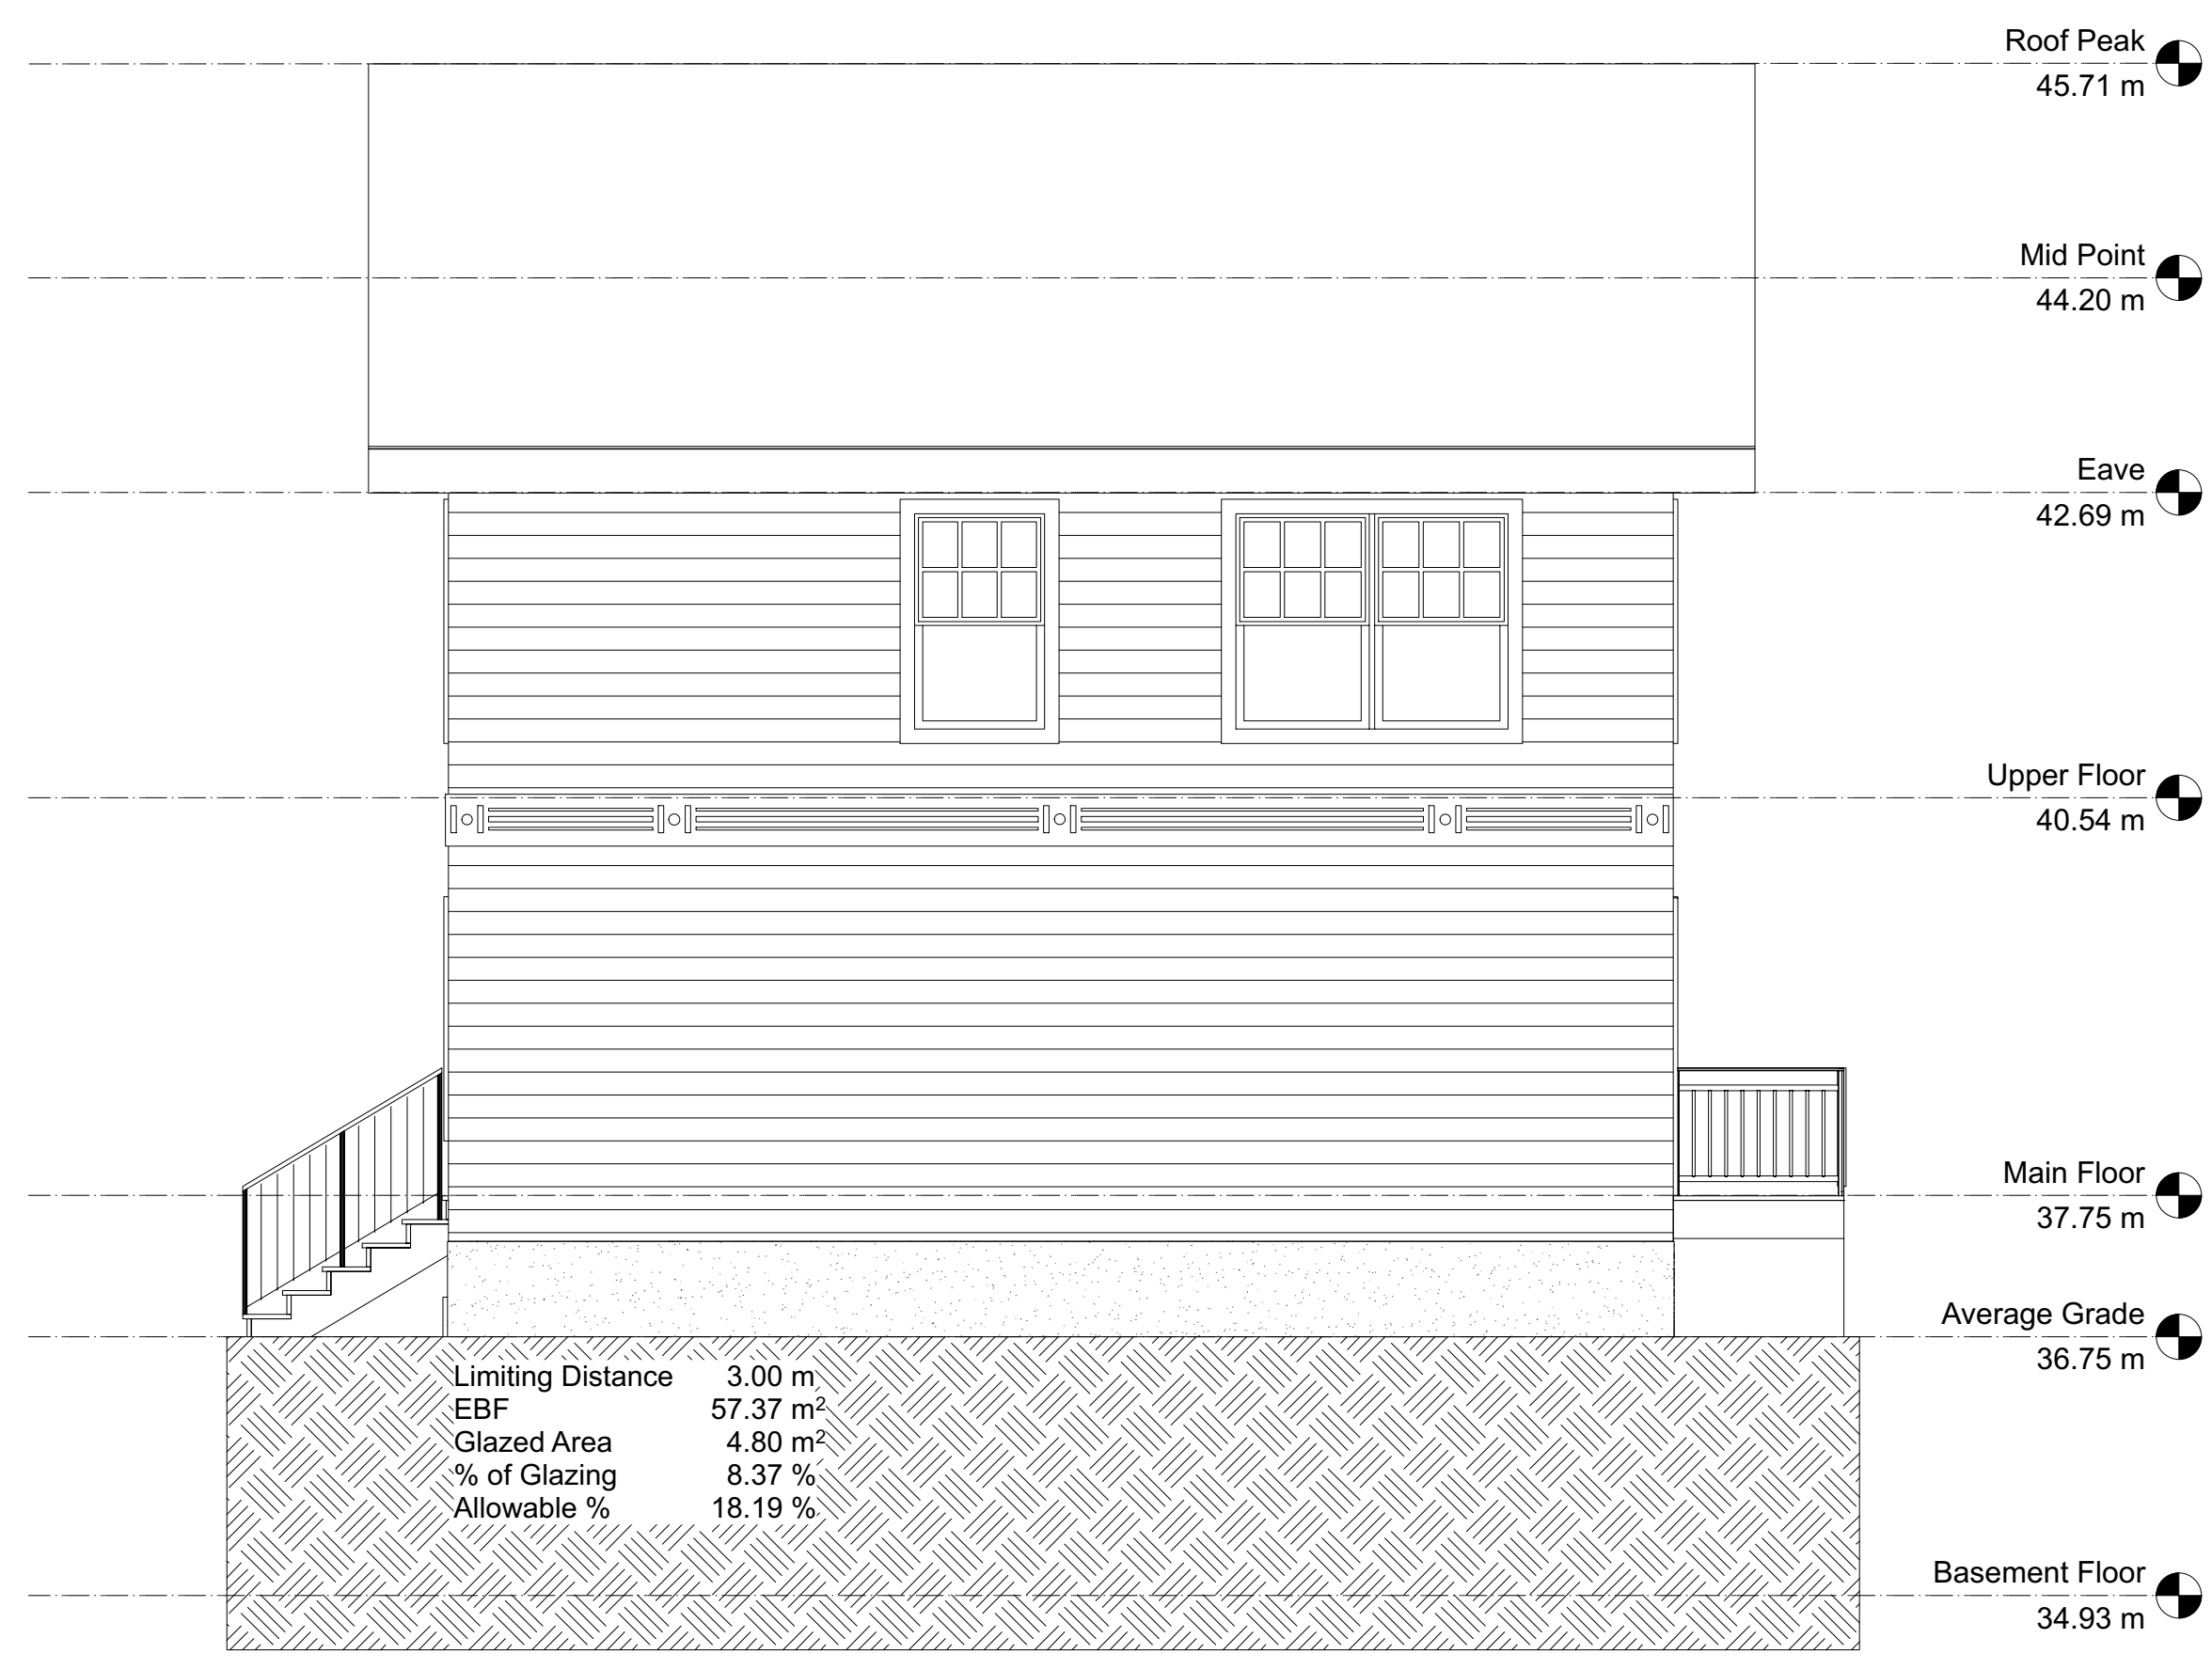 Roof Peak
45.71 m
Mid Point
44.20 m
Eave
42.69 m
Upper Floor
40.54 m
Main Floor
37.75 m
Average Grade
36.75 m
Limiting Distance 3.00 m
EBF 57.37 m²
Glazed Area 4.80 m²
% of Glazing 8.37 %
Allowable % 18.19 %
Basement Floor
34.93 m